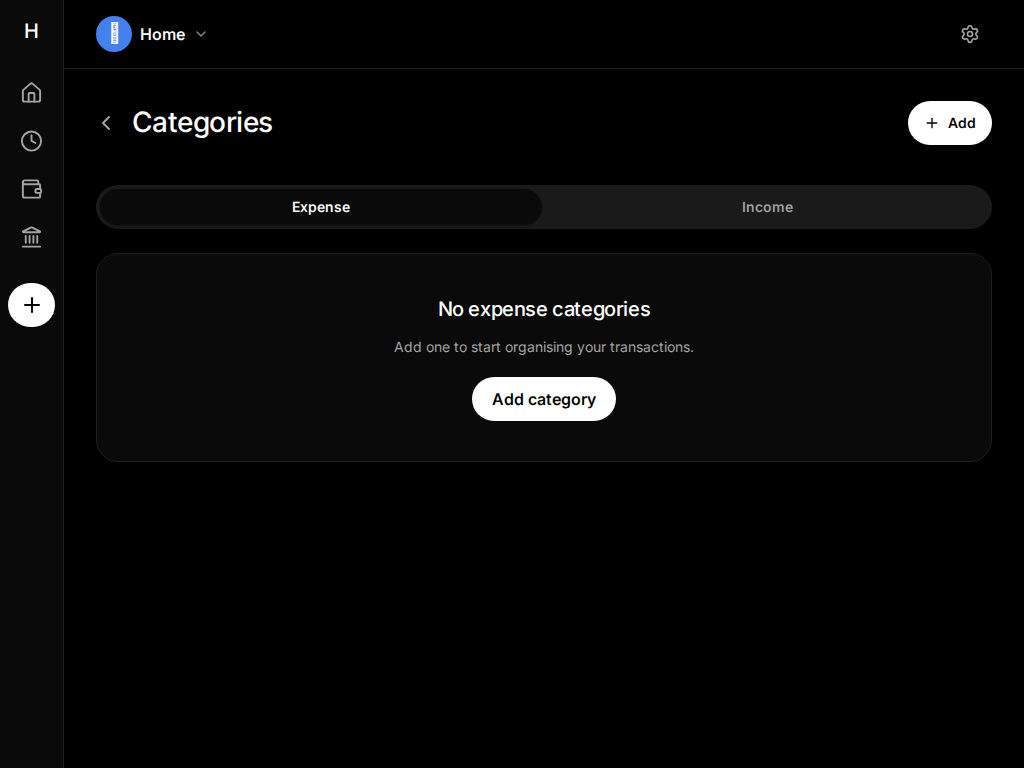 H
Home
Categories
Add
Expense
Income
No expense categories
Add one to start organising your transactions.
Add category